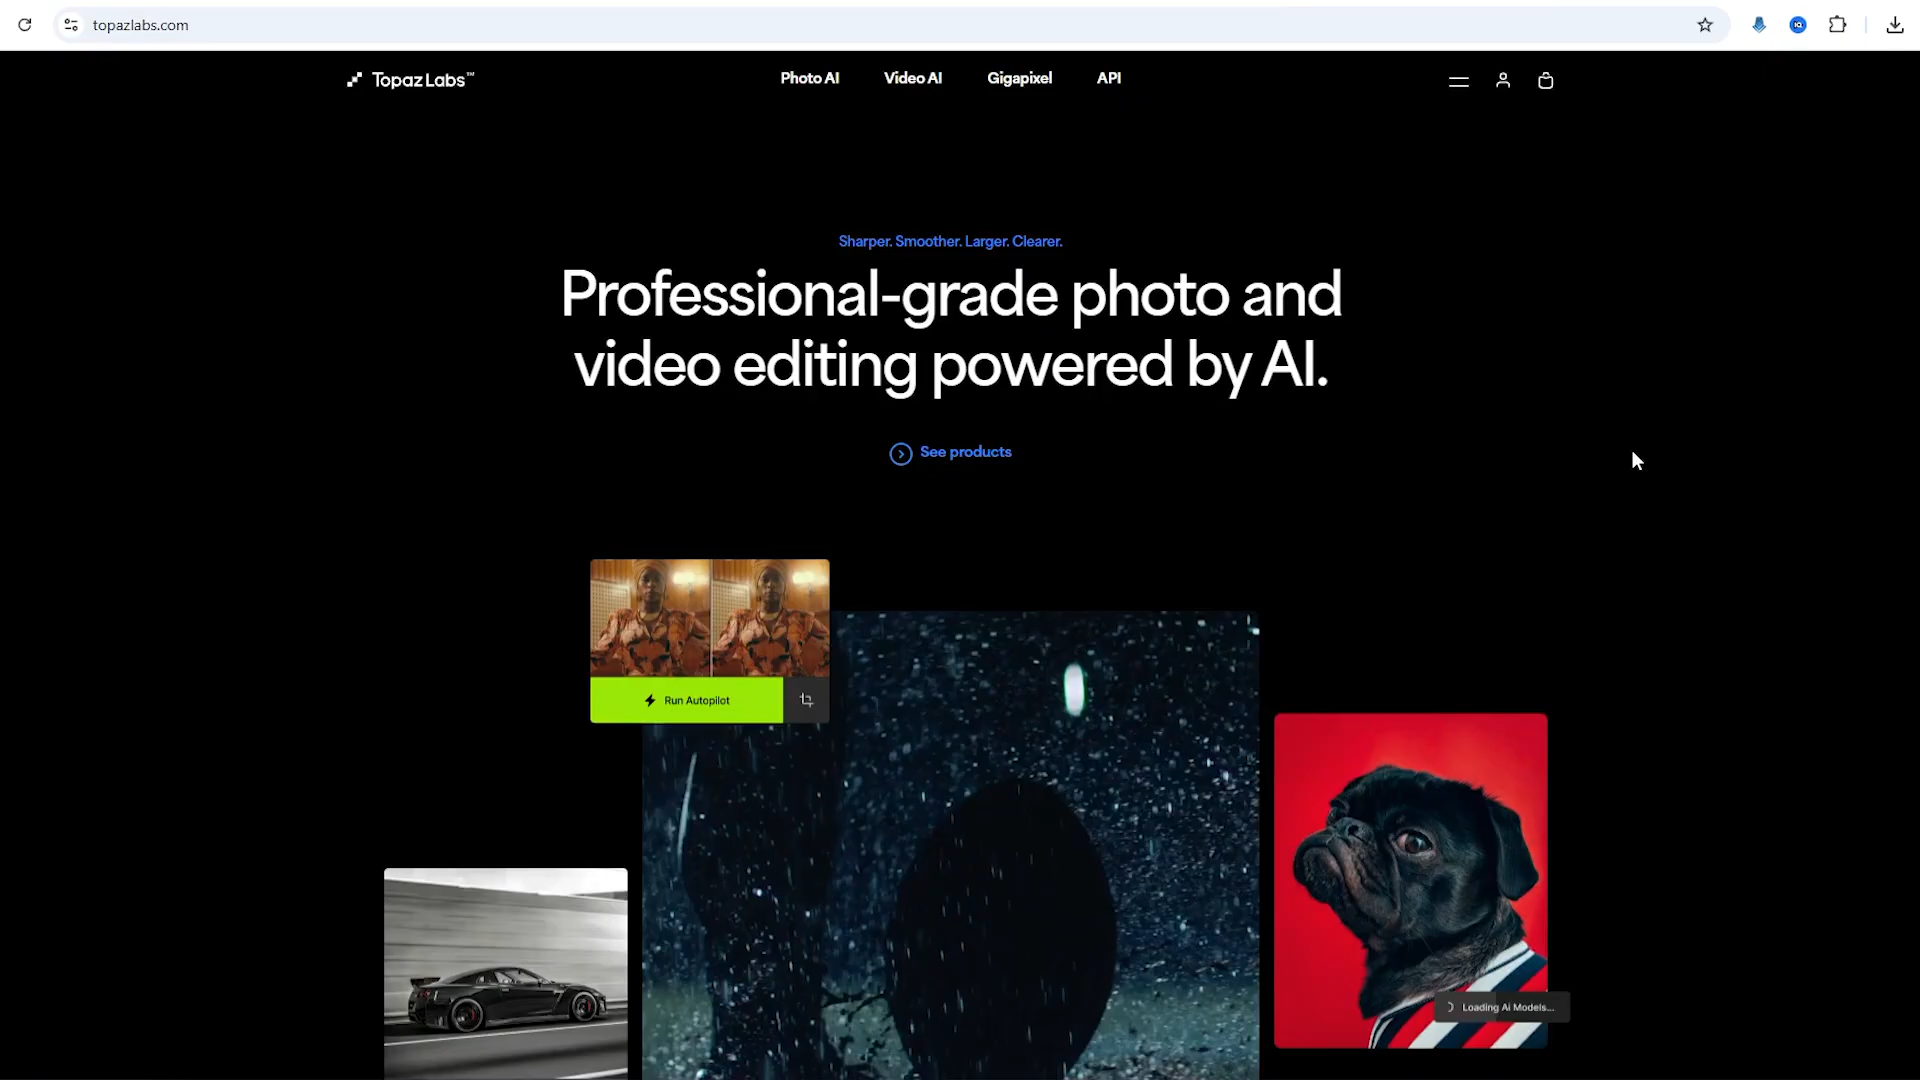 topazlabs.com
Topaz Labs™
Photo AI
Video AI
Gigapixel
API
Sharper. Smoother. Larger. Clearer.
Professional-grade photo and
video editing powered by AI.
See products
Run Autopilot
Loading Ai Models...